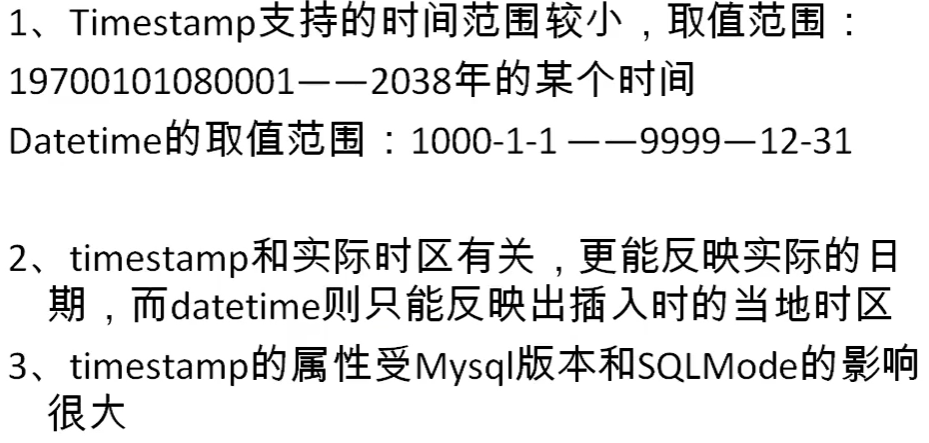 1、Timestamp支持的时间范围较小，取值范围：
19700101080001——2038年的某个时间
Datetime的取值范围：1000-1-1 ——9999—12-31
2、timestamp和实际时区有关，更能反映实际的日
期，而datetime则只能反映出插入时的当地时区
3、timestamp的属性受Mysql版本和SQLMode的影响
很大